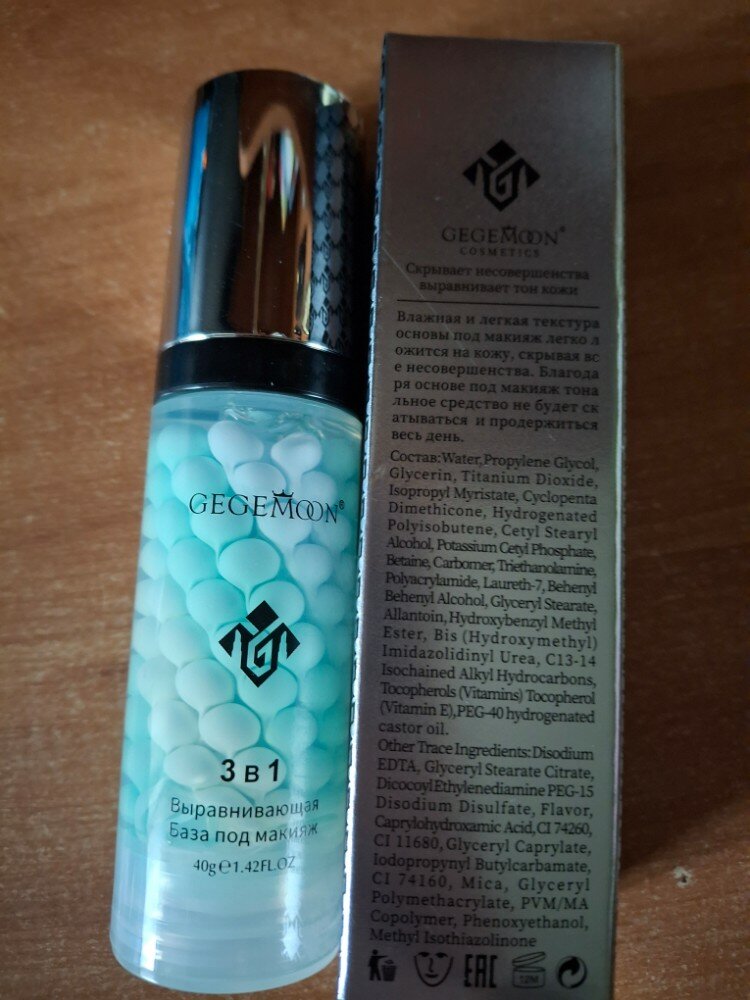 GEGEMOON®
3 в 1
Выравнивающая
База под макияж
40g℮1.42FL.OZ
GEGEMOON®
COSMETICS
Скрывает несовершенства
выравнивает тон кожи
Влажная и легкая текстура
основы под макияж легко л
ожится на кожу, скрывая вс
е несовершенства. Благода
ря основе под макияж тона
льное средство не будет ск
атываться и продержиться
весь день.
Состав:Water,Propylene Glycol,
Glycerin, Titanium Dioxide,
Isopropyl Myristate, Cyclopenta
Dimethicone, Hydrogenated
Polyisobutene, Cetyl Stearyl
Alcohol, Potassium Cetyl Phosphate,
Betaine, Carbomer, Triethanolamine,
Polyacrylamide, Laureth-7, Behenyl
Behenyl Alcohol, Glyceryl Stearate,
Allantoin, Hydroxybenzyl Methyl
Ester, Bis (Hydroxymethyl)
Imidazolidinyl Urea, C13-14
Isochained Alkyl Hydrocarbons,
Tocopherols (Vitamins) Tocopherol
(Vitamin E),PEG-40 hydrogenated
castor oil.
Other Trace Ingredients: Disodium
EDTA, Glyceryl Stearate Citrate,
Dicocoyl Ethylenediamine PEG-15
Disodium Disulfate, Flavor,
Caprylohydroxamic Acid, CI 74260,
CI 11680, Glyceryl Caprylate,
Iodopropynyl Butylcarbamate,
CI 74160, Mica, Glyceryl
Polymethacrylate, PVM/MA
Copolymer, Phenoxyethanol,
Methyl Isothiazolinone
EAC
12M